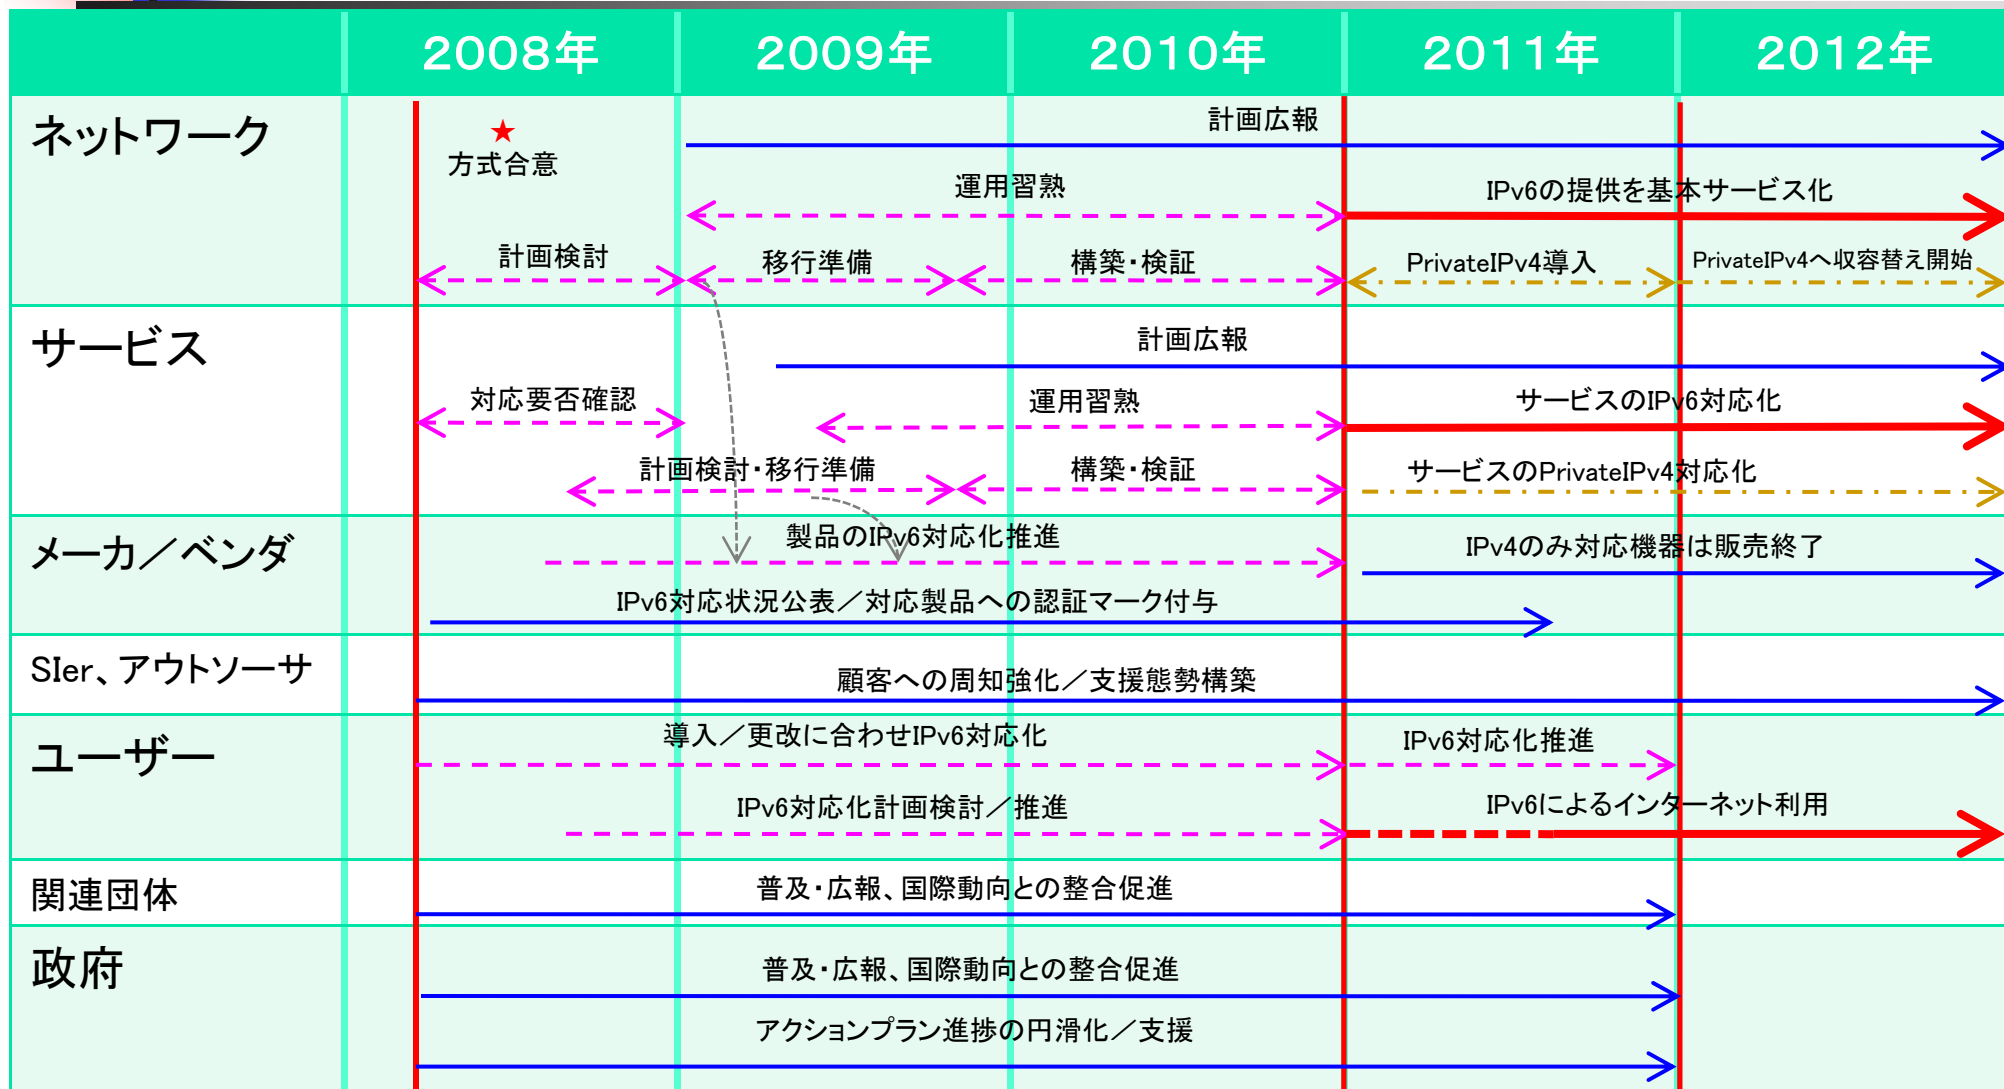 2008年
2009年
2010年
2011年
2012年
ネットワーク
★
方式合意
計画広報
運用習熟
IPv6の提供を基本サービス化
計画検討
移行準備
構築・検証
PrivateIPv4導入
PrivateIPv4へ収容替え開始
サービス
計画広報
対応要否確認
運用習熟
サービスのIPv6対応化
計画検討・移行準備
構築・検証
サービスのPrivateIPv4対応化
メーカ／ベンダ
製品のIPv6対応化推進
IPv4のみ対応機器は販売終了
IPv6対応状況公表／対応製品への認証マーク付与
SIer、アウトソーサ
顧客への周知強化／支援態勢構築
ユーザー
導入／更改に合わせIPv6対応化
IPv6対応化推進
IPv6対応化計画検討／推進
IPv6によるインターネット利用
関連団体
普及・広報、国際動向との整合促進
政府
普及・広報、国際動向との整合促進
アクションプラン進捗の円滑化／支援